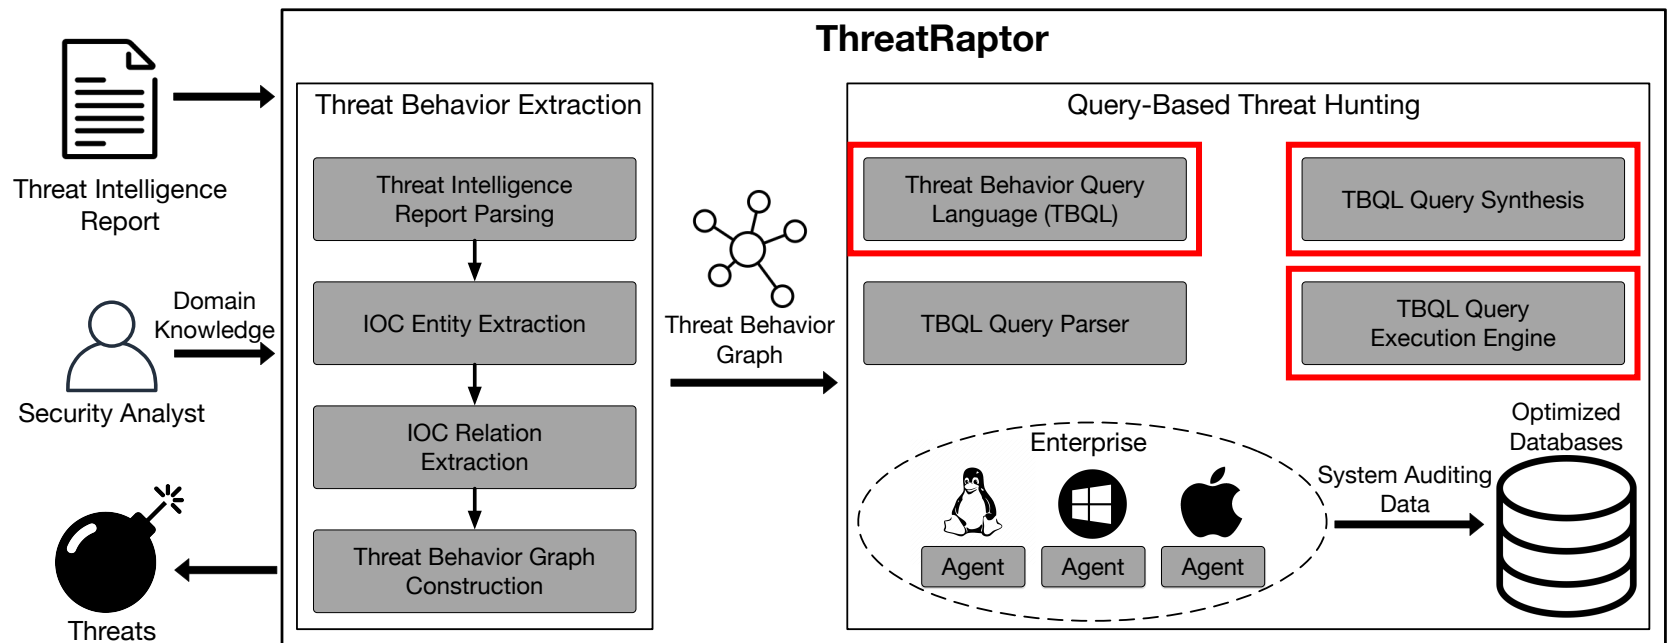 ThreatRaptor
Threat Intelligence
Report
Domain
Knowledge
Security Analyst
Threats
Threat Behavior Extraction
Threat Intelligence
Report Parsing
IOC Entity Extraction
IOC Relation
Extraction
Threat Behavior Graph
Construction
Threat Behavior
Graph
Query-Based Threat Hunting
Threat Behavior Query
Language (TBQL)
TBQL Query Synthesis
TBQL Query Parser
TBQL Query
Execution Engine
Enterprise
Agent
Agent
Agent
System Auditing
Data
Optimized
Databases